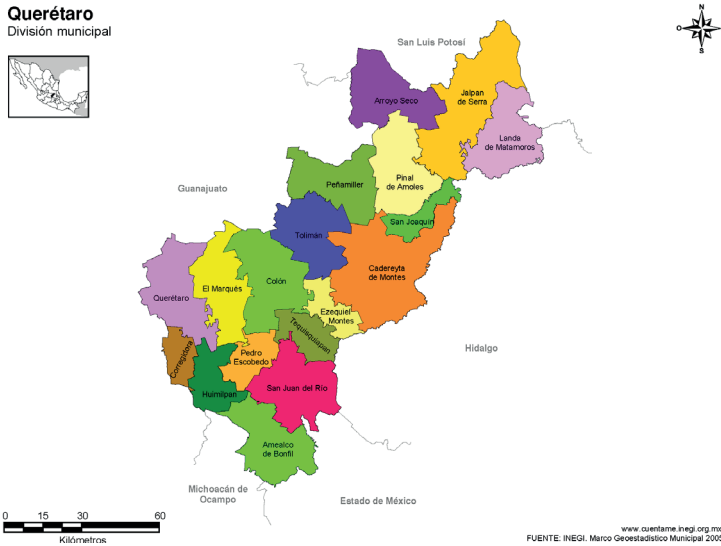 Querétaro
División municipal
N
O
S
San Luis Potosí
Arroyo Seco
Jalpan
de Serra
Landa
de Matamoros
Pinal
de Amoles
Peñamiller
Guanajuato
San Joaquín
Tolimán
Cadereyta
de Montes
Colón
El Marqués
Querétaro
Ezequiel
Montes
Tequisquiapan
Corregidora
Pedro
Escobedo
Hidalgo
Huimilpan
San Juan del Río
Amealco
de Bonfil
Michoacán de
Ocampo
Estado de México
0 15 30 60
Kilómetros
www.cuentame.inegi.org.mx
FUENTE: INEGI. Marco Geoestadístico Municipal 2005